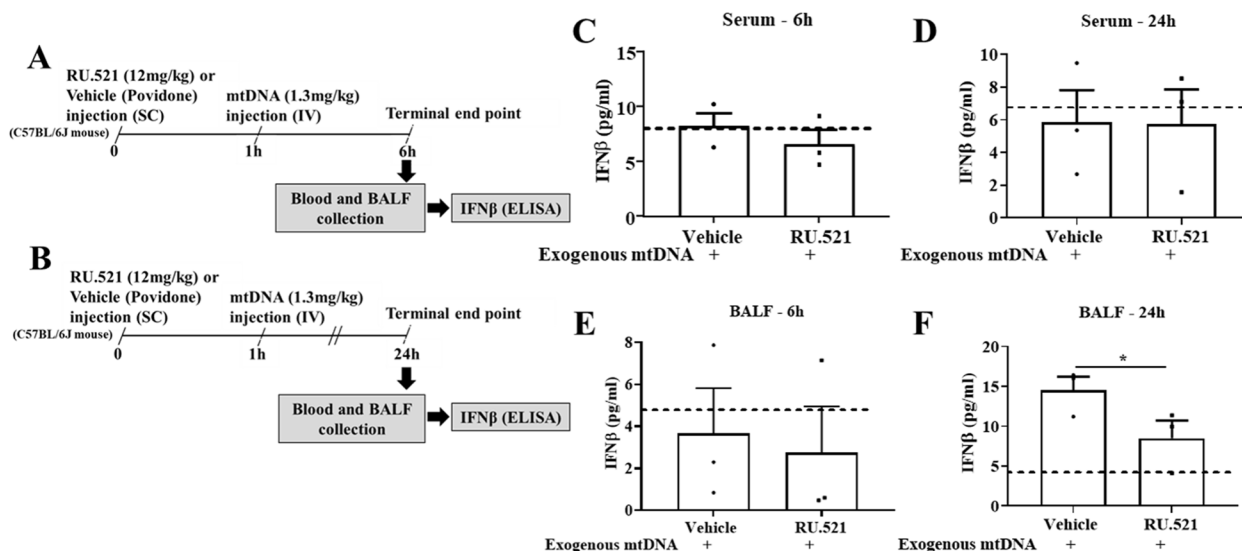 A
RU.521 (12mg/kg) or
Vehicle (Povidone)
injection (SC)
mtDNA (1.3mg/kg)
injection (IV)
Terminal end point
(C57BL/6J mouse)
0
1h
6h
Blood and BALF
collection
IFNβ (ELISA)
B
RU.521 (12mg/kg) or
Vehicle (Povidone)
injection (SC)
mtDNA (1.3mg/kg)
injection (IV)
Terminal end point
(C57BL/6J mouse)
0
1h
24h
Blood and BALF
collection
IFNβ (ELISA)
C
Serum - 6h
IFNβ (pg/ml)
15
10
5
0
Vehicle RU.521
Exogenous mtDNA + +
D
Serum - 24h
IFNβ (pg/ml)
10
8
6
4
2
0
Vehicle RU.521
Exogenous mtDNA + +
E
BALF - 6h
IFNβ (pg/ml)
8
6
4
2
0
Vehicle RU.521
Exogenous mtDNA + +
F
BALF - 24h
*
IFNβ (pg/ml)
20
15
10
5
0
Vehicle RU.521
Exogenous mtDNA + +